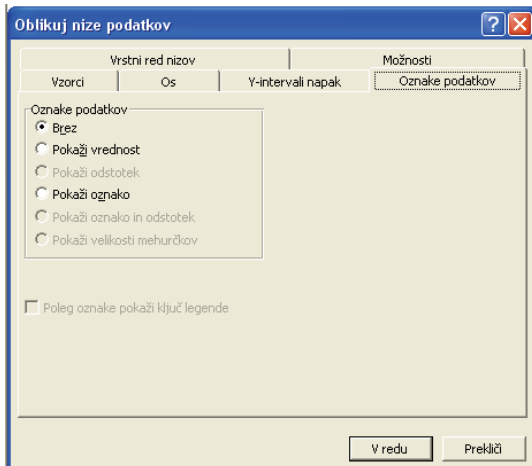 Oblikuj nize podatkov
Vrstni red nizov
Možnosti
Vzorci
Os
Y-intervali napak
Oznake podatkov
Oznake podatkov
Brez
Pokaži vrednost
Pokaži odstotek
Pokaži oznako
Pokaži oznako in odstotek
Pokaži velikosti mehurčkov
Poleg oznake pokaži ključ legende
V redu
Prekliči